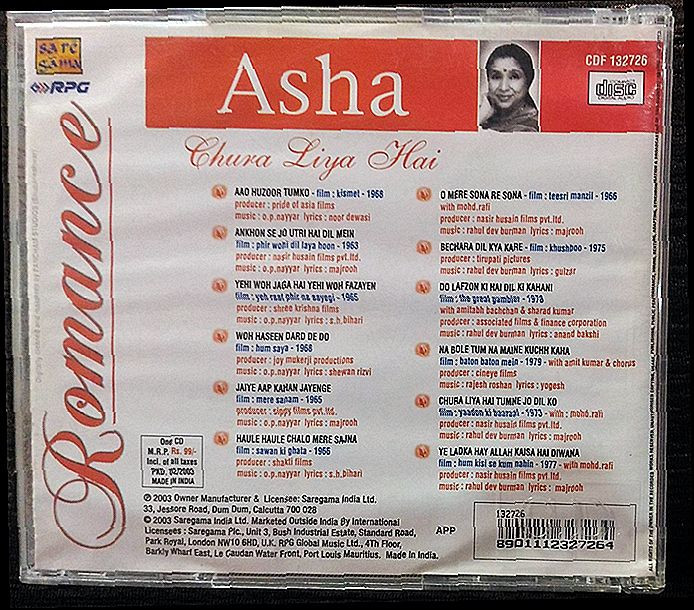 sa re
ga ma
RPG
Romance
Asha
CDF 132726
COMPACT
disc
DIGITAL AUDIO
Chura Liya Hai
AAO HUZOOR TUMKO - film : kismet - 1968
producer : pride of asia films
music : o.p.nayyar lyrics : noor dewasi
ANKHON SE JO UTRI HAI DIL MEIN
film : phir wohi dil laya hoon - 1963
producer : nasir husain films pvt.ltd.
music : o.p.nayyar lyrics : majrooh
YEHI WOH JAGA HAI YEHI WOH FAZAYEN
film : yeh raat phir na aayegi - 1965
producer : shree krishna films
music : o.p.nayyar lyrics : s.h.bihari
WOH HASEEN DARD DE DO
film : hum saya - 1968
producer : joy mukerji productions
music : o.p.nayyar lyrics : shewan rizvi
JAIYE AAP KAHAN JAYENGE
film : mere sanam - 1965
producer : sippy films pvt.ltd.
music : o.p.nayyar lyrics : majrooh
HAULE HAULE CHALO MERE SAJNA
film : sawan ki ghata - 1966
producer : shakti films
music : o.p.nayyar lyrics : s.h.bihari
O MERE SONA RE SONA - film : teesri manzil - 1966
with mohd.rafi
producer : nasir husain films pvt.ltd.
music : rahul dev burman lyrics : majrooh
BECHARA DIL KYA KARE - film : khushboo - 1975
producer : tirupati pictures
music : rahul dev burman lyrics : gulzar
DO LAFZON KI HAI DIL KI KAHANI
film : the great gambler - 1979
with amitabh bachchan & sharad kumar
producer : associated films & finance corporation
music : rahul dev burman lyrics : anand bakshi
NA BOLE TUM NA MAINE KUCHH KAHA
film : baton baton mein - 1979 - with amit kumar & chorus
producer : cineye films
music : rajesh roshan lyrics : yogesh
CHURA LIYA HAI TUMNE JO DIL KO
film : yaadon ki baaraat - 1973 - with : mohd.rafi
producer : nasir husain films pvt.ltd.
music : rahul dev burman lyrics : majrooh
YE LADKA HAY ALLAH KAISA HAI DIWANA
film : hum kisi se kum nahin - 1977 - with mohd.rafi
producer : nasir husain films pvt.ltd.
music : rahul dev burman lyrics : majrooh
One CD
M.R.P. Rs. 99/-
Incl. of all taxes
PKD. 02/2003
MADE IN INDIA
℗ 2003 Owner Manufacturer & Licensee: Saregama India Ltd.
33, Jessore Road, Dum Dum, Calcutta 700 028
© 2003 Saregama India Ltd. Marketed Outside India By International
Licensees : Saregama Plc., Unit 3, Bush Industrial Estate, Standard Road,
Park Royal, London NW10 6HD, U.K. RPG Global Music Ltd., 4Th Floor,
Barkly Wharf East, Le Caudan Water Front, Port Louis Mauritius. Made In India.
APP
132726
8901112327264